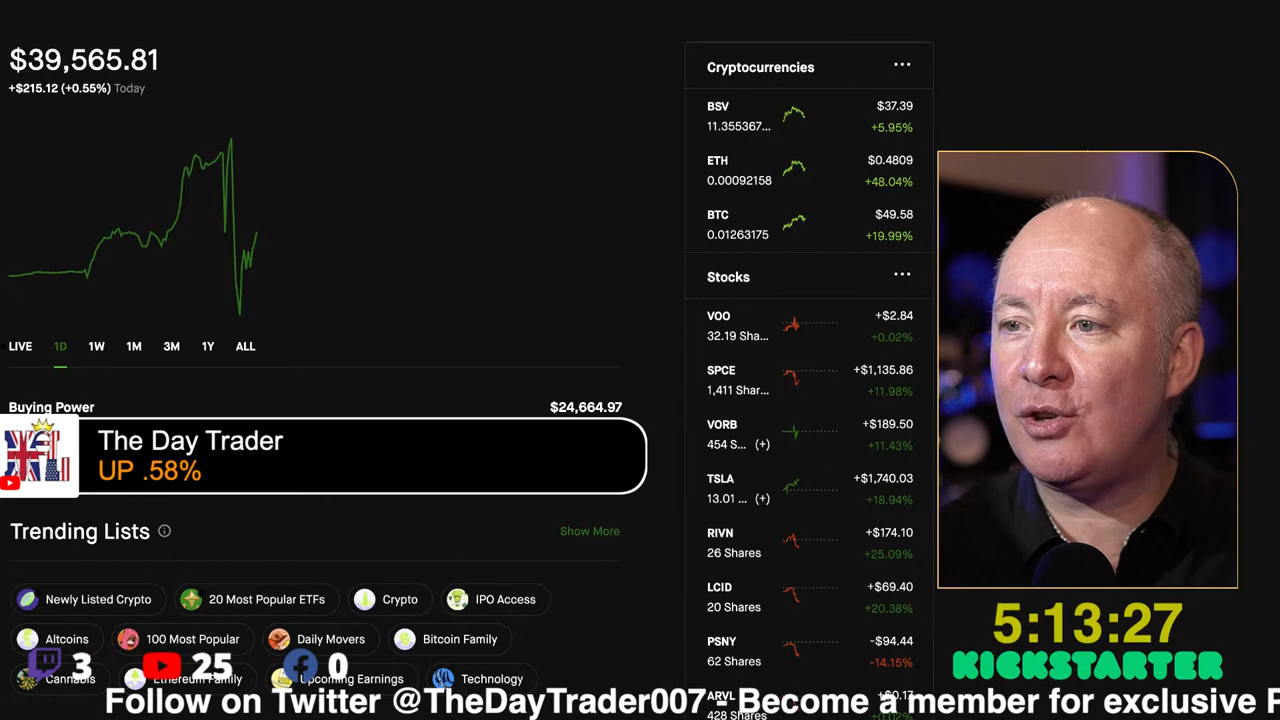 $39,565.81
+$215.12 (+0.55%) Today
LIVE 1D 1W 1M 3M 1Y ALL
Buying Power $24,664.97
The Day Trader
UP .58%
Trending Lists
Show More
Newly Listed Crypto
20 Most Popular ETFs
Crypto
IPO Access
Altcoins
100 Most Popular
Daily Movers
Bitcoin Family
Cannabis
Ethereum Family
Upcoming Earnings
Technology
3 25 0
Cryptocurrencies
BSV $37.39
11.355367... +5.95%
ETH $0.4809
0.00092158 +48.04%
BTC $49.58
0.01263175 +19.99%
Stocks
VOO +$2.84
32.19 Sha... +0.02%
SPCE +$1,135.86
1,411 Shar... +11.98%
VORB +$189.50
454 S... (+) +11.43%
TSLA +$1,740.03
13.01 ... (+) +18.94%
RIVN +$174.10
26 Shares +25.09%
LCID +$69.40
20 Shares +20.38%
PSNY -$94.44
62 Shares -14.15%
ARVL +$0.17
428 Shares +0.02%
5:13:27
KICKSTARTER
Follow on Twitter @TheDayTrader007 - Become a member for exclusive